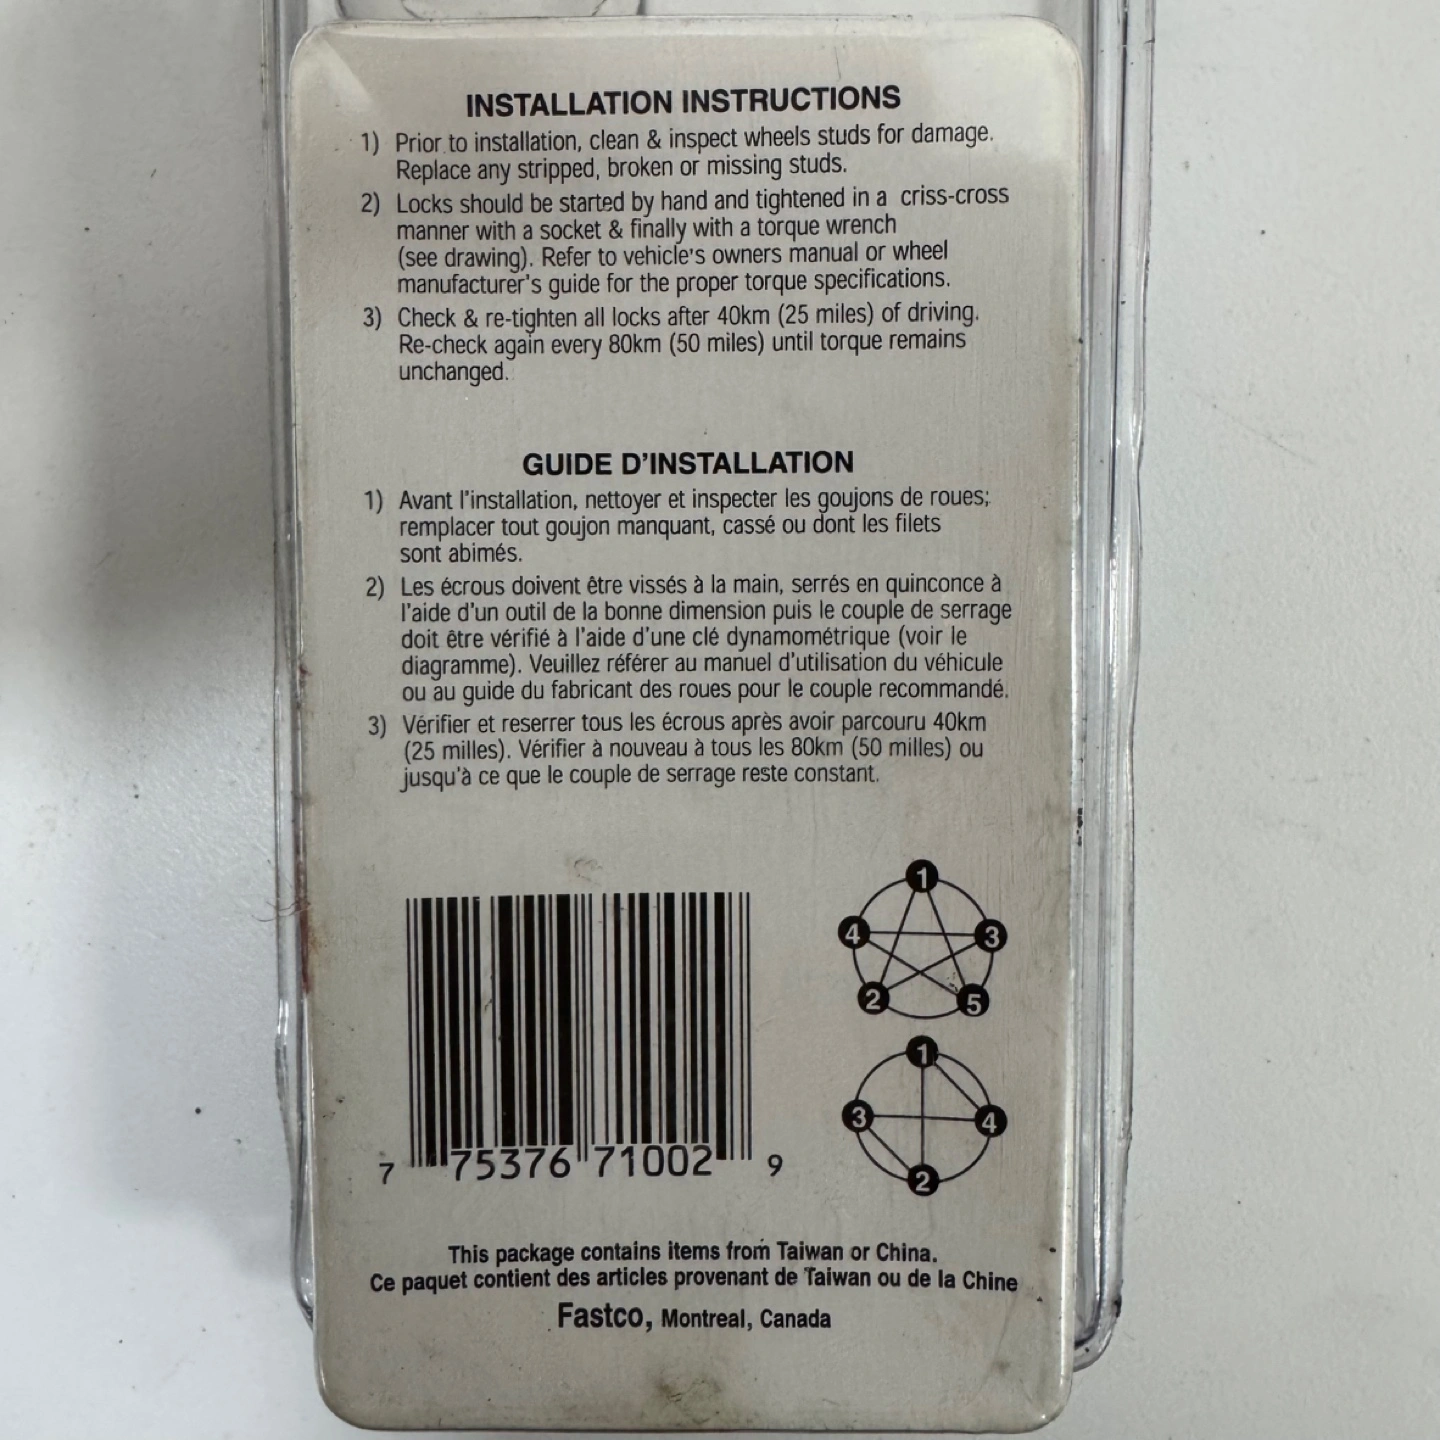 INSTALLATION INSTRUCTIONS
1) Prior to installation, clean & inspect wheels studs for damage.
Replace any stripped, broken or missing studs.
2) Locks should be started by hand and tightened in a criss-cross
manner with a socket & finally with a torque wrench
(see drawing). Refer to vehicle's owners manual or wheel
manufacturer's guide for the proper torque specifications.
3) Check & re-tighten all locks after 40km (25 miles) of driving.
Re-check again every 80km (50 miles) until torque remains
unchanged.
GUIDE D'INSTALLATION
1) Avant l'installation, nettoyer et inspecter les goujons de roues;
remplacer tout goujon manquant, cassé ou dont les filets
sont abimés.
2) Les écrous doivent être vissés à la main, serrés en quinconce à
l'aide d'un outil de la bonne dimension puis le couple de serrage
doit être vérifié à l'aide d'une clé dynamométrique (voir le
diagramme). Veuillez référer au manuel d'utilisation du véhicule
ou au guide du fabricant des roues pour le couple recommandé.
3) Vérifier et reserrer tous les écrous après avoir parcouru 40km
(25 milles). Vérifier à nouveau à tous les 80km (50 milles) ou
jusqu'à ce que le couple de serrage reste constant.
1
4 3
2 5
1
3 4
2
7 75376 71002 9
This package contains items from Taiwan or China.
Ce paquet contient des articles provenant de Taiwan ou de la Chine
Fastco, Montreal, Canada